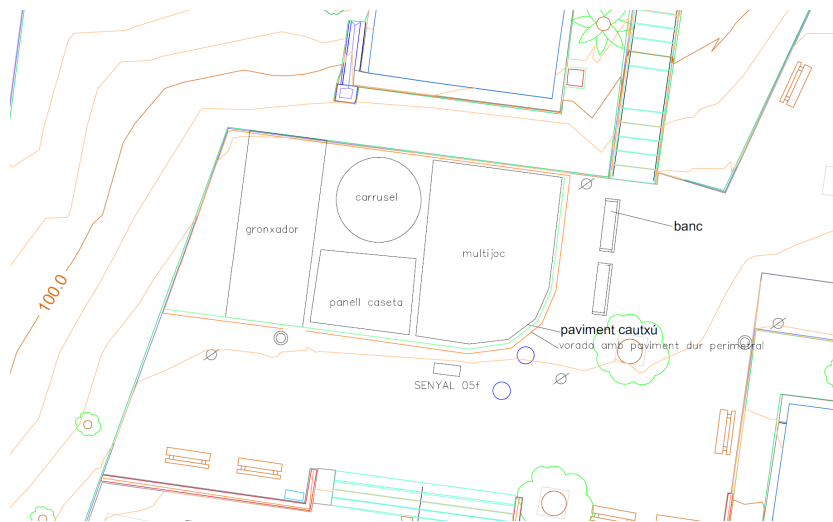 carrusel
banc
gronxador
multijoc
100.0
panell caseta
paviment cautxú
vorada amb paviment dur perimetral
SENYAL 05f